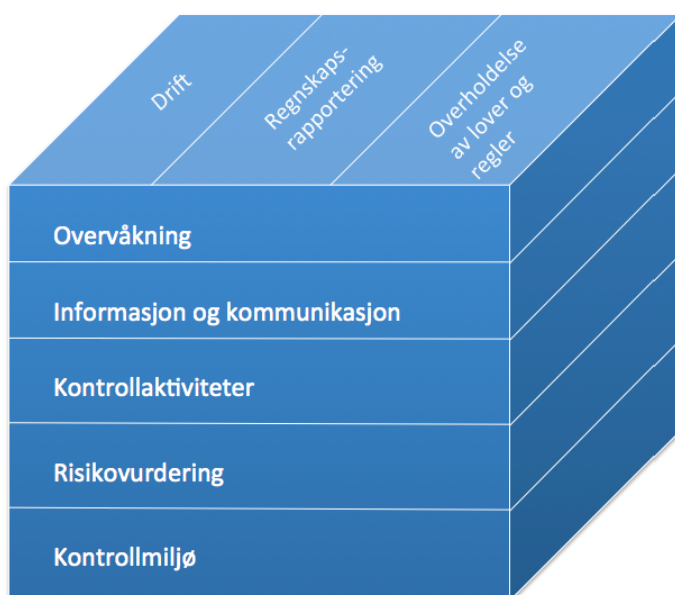 Drift
Regnskaps-
rapportering
Overholdelse
av lover og
regler
Overvåkning
Informasjon og kommunikasjon
Kontrollaktiviteter
Risikovurdering
Kontrollmiljø